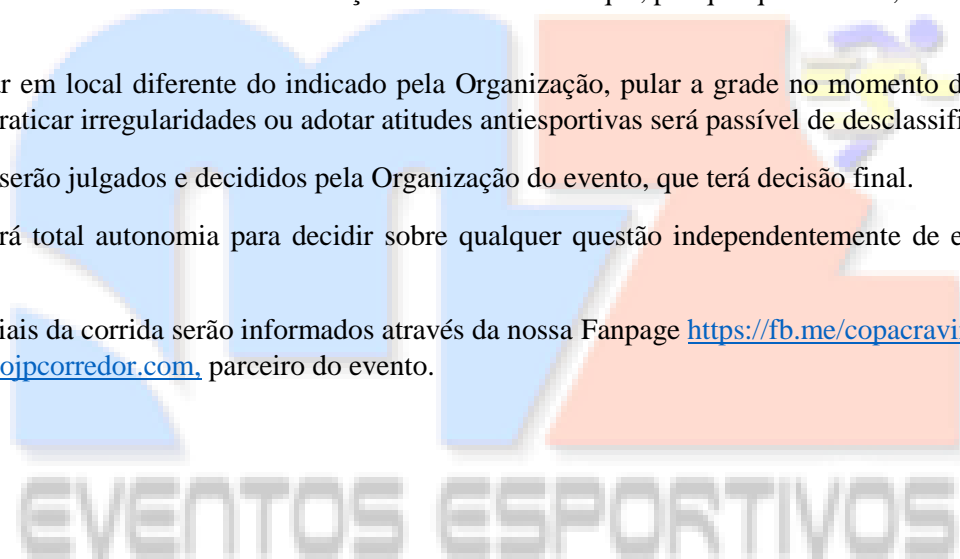 ar em local diferente do indicado pela Organização, pular a grade no momento d
raticar irregularidades ou adotar atitudes antiesportivas será passível de desclassifi
serão julgados e decididos pela Organização do evento, que terá decisão final.
rá total autonomia para decidir sobre qualquer questão independentemente de e
iais da corrida serão informados através da nossa Fanpage https://fb.me/copacravi
ojpcorredor.com, parceiro do evento.
EVENTOS ESPORTIVOS